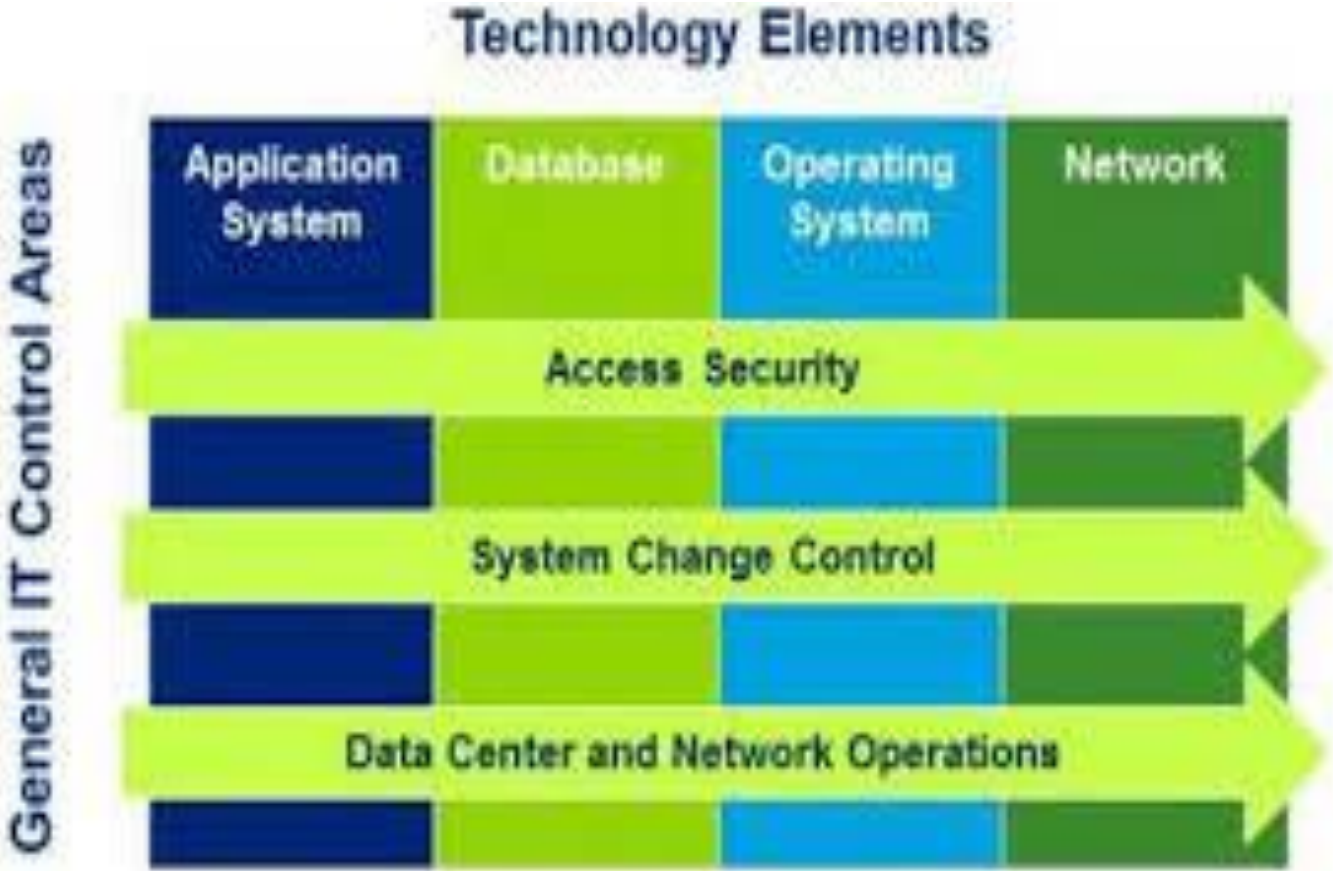 Technology Elements
General IT Control Areas
Application
System
Database
Operating
System
Network
Access Security
System Change Control
Data Center and Network Operations